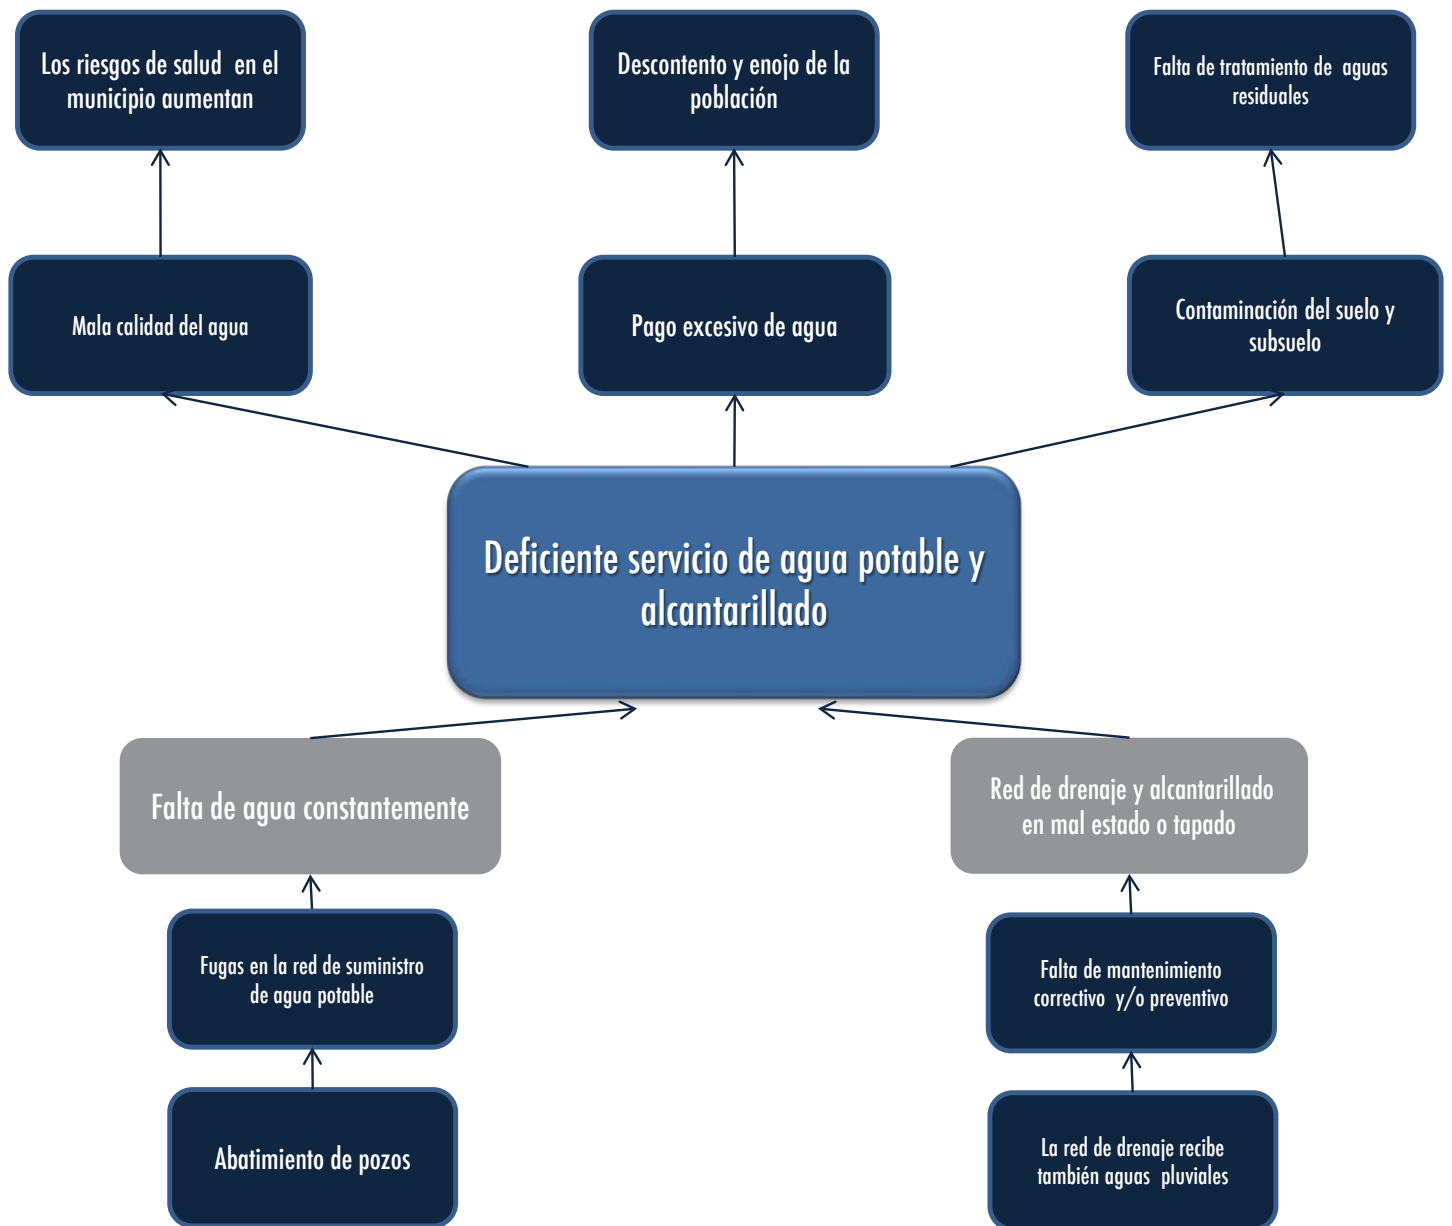 Los riesgos de salud en el
municipio aumentan
Descontento y enojo de la
población
Falta de tratamiento de aguas
residuales
Mala calidad del agua
Pago excesivo de agua
Contaminación del suelo y
subsuelo
Deficiente servicio de agua potable y
alcantarillado
Falta de agua constantemente
Red de drenaje y alcantarillado
en mal estado o tapado
Fugas en la red de suministro
de agua potable
Falta de mantenimiento
correctivo y/o preventivo
Abatimiento de pozos
La red de drenaje recibe
también aguas pluviales